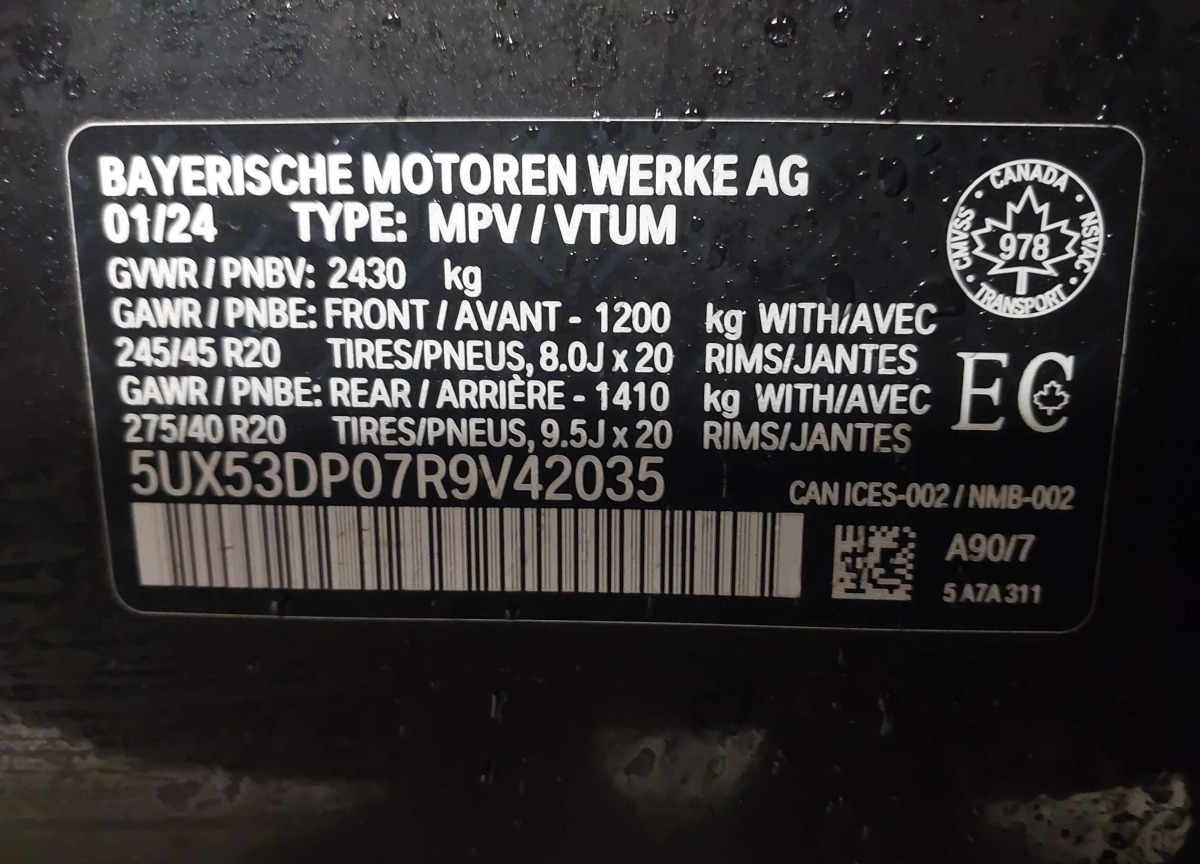 BAYERISCHE MOTOREN WERKE AG
01/24 TYPE: MPV / VTUM
GVWR / PNBV: 2430 kg
GAWR / PNBE: FRONT / AVANT - 1200 kg WITH/AVEC
245/45 R20 TIRES/PNEUS, 8.0J x 20 RIMS/JANTES
GAWR / PNBE: REAR / ARRIÈRE - 1410 kg WITH/AVEC
275/40 R20 TIRES/PNEUS, 9.5J x 20 RIMS/JANTES
5UX53DP07R9V42035
CAN ICES-002 / NMB-002
A90/7
5 A7A 311
CANADA
CMVSS
978
NSVAC
TRANSPORT
EC